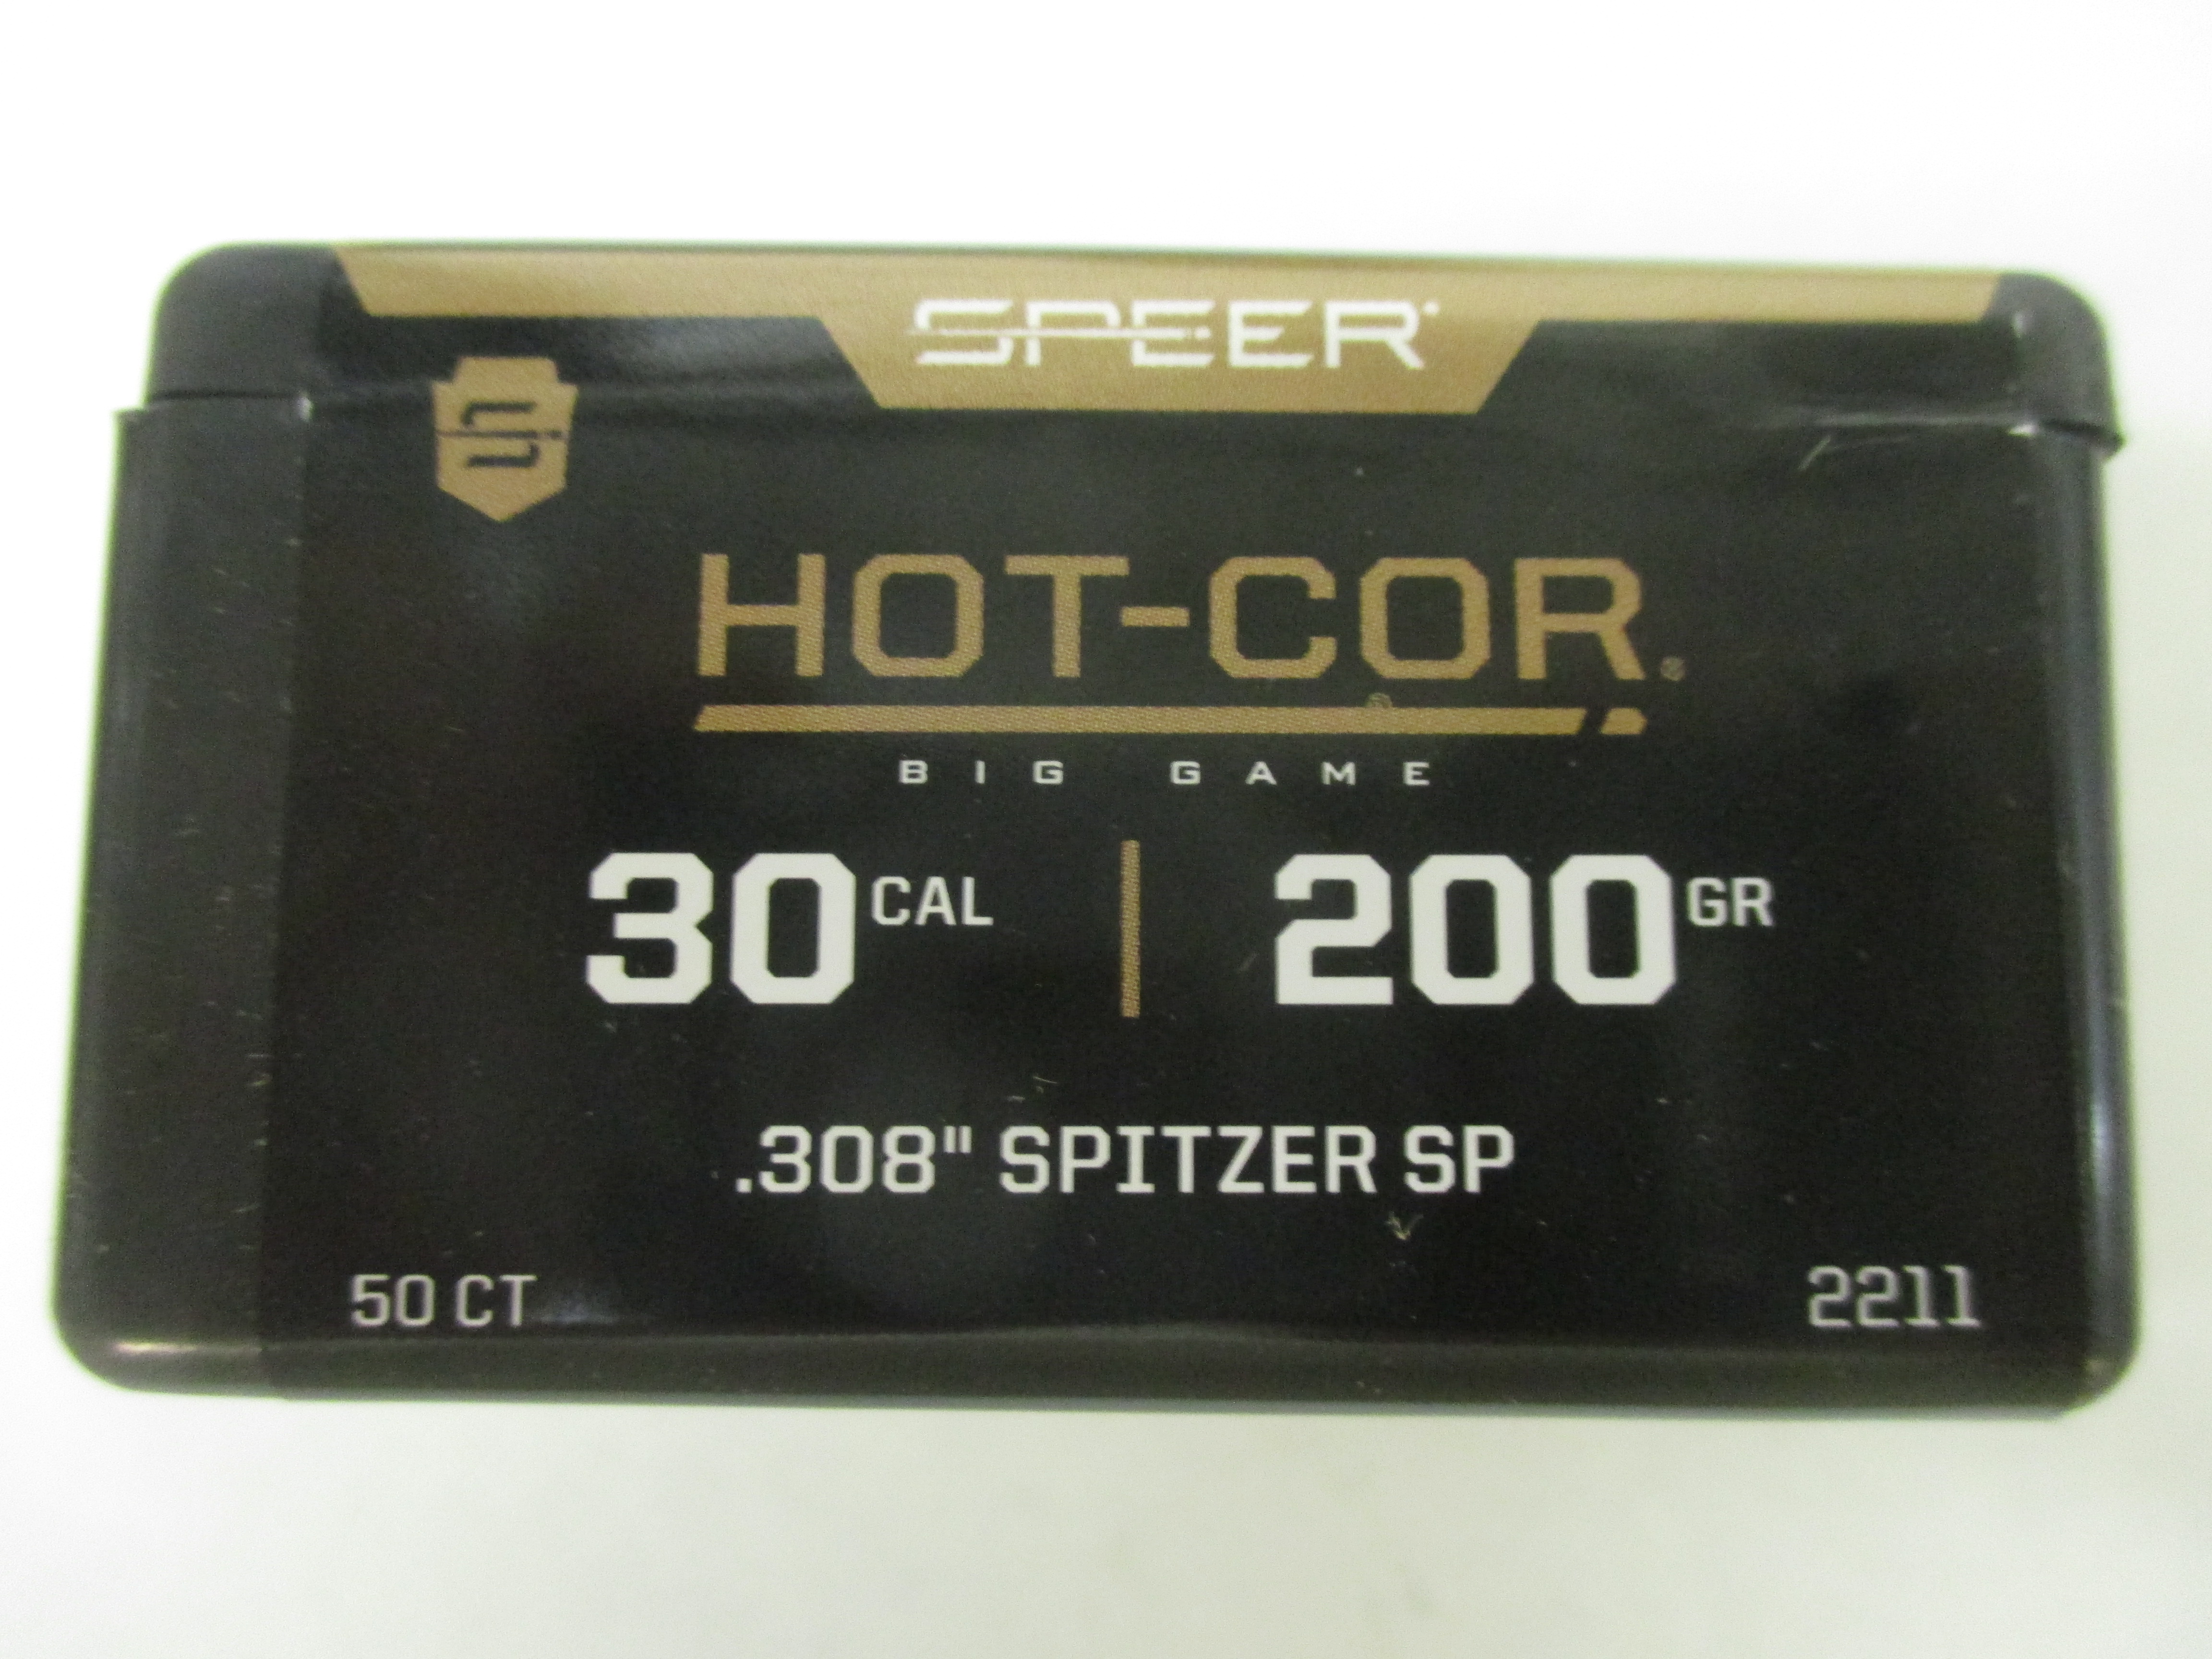 SPEER
HOT-COR®
BIG GAME
30 CAL | 200 GR
.308" SPITZER SP
50 CT
2211